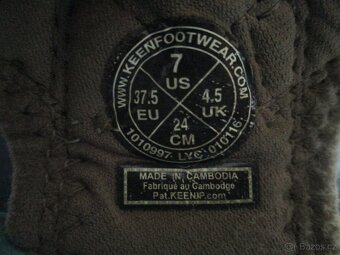 WWW.KEENFOOTWEAR.COM
7
US
37.5
EU
4.5
UK
24
CM
1010997
010116
MADE IN CAMBODIA
Fabriqué au Cambodge
Pat.KEENIP.com